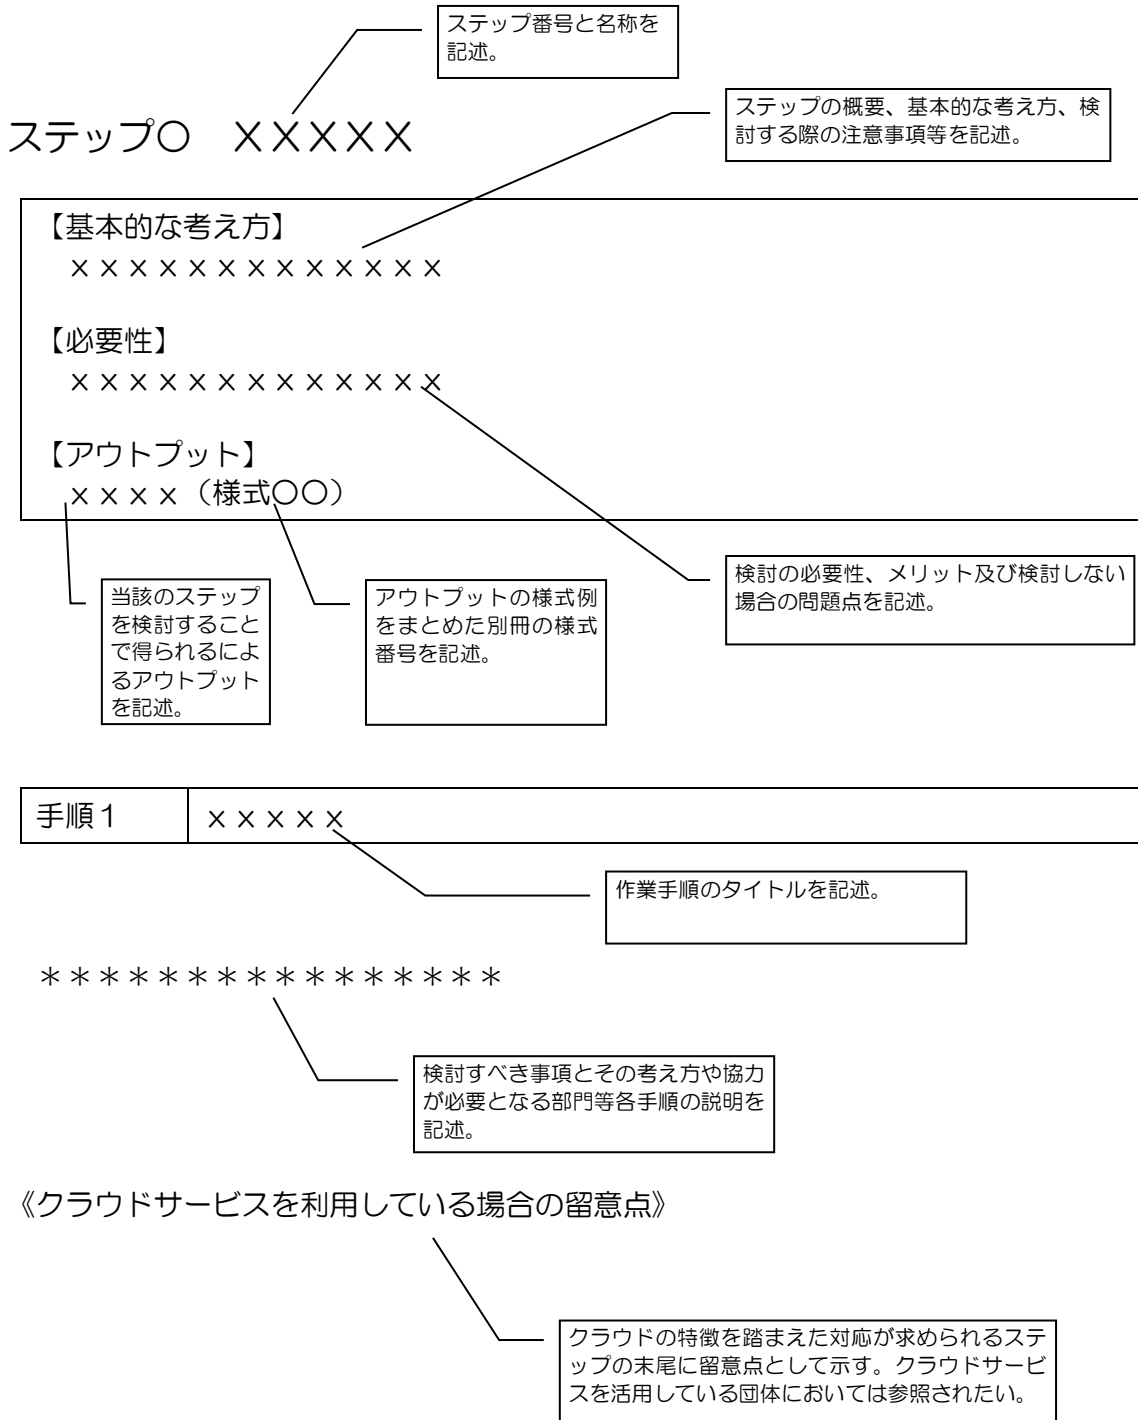 ステップ番号と名称を
記述。
ステップの概要、基本的な考え方、検
討する際の注意事項等を記述。
ステップ○　ＸＸＸＸＸ
【基本的な考え方】
ｘｘｘｘｘｘｘｘｘｘｘｘｘ
【必要性】
ｘｘｘｘｘｘｘｘｘｘｘｘｘ
【アウトプット】
ｘｘｘｘ（様式○○）
当該のステップ
を検討すること
で得られるによ
るアウトプット
を記述。
アウトプットの様式例
をまとめた別冊の様式
番号を記述。
検討の必要性、メリット及び検討しない
場合の問題点を記述。
手順１　ｘｘｘｘｘ
作業手順のタイトルを記述。
＊＊＊＊＊＊＊＊＊＊＊＊＊＊＊＊
検討すべき事項とその考え方や協力
が必要となる部門等各手順の説明を
記述。
《クラウドサービスを利用している場合の留意点》
クラウドの特徴を踏まえた対応が求められるステ
ップの末尾に留意点として示す。クラウドサービ
スを活用している団体においては参照されたい。